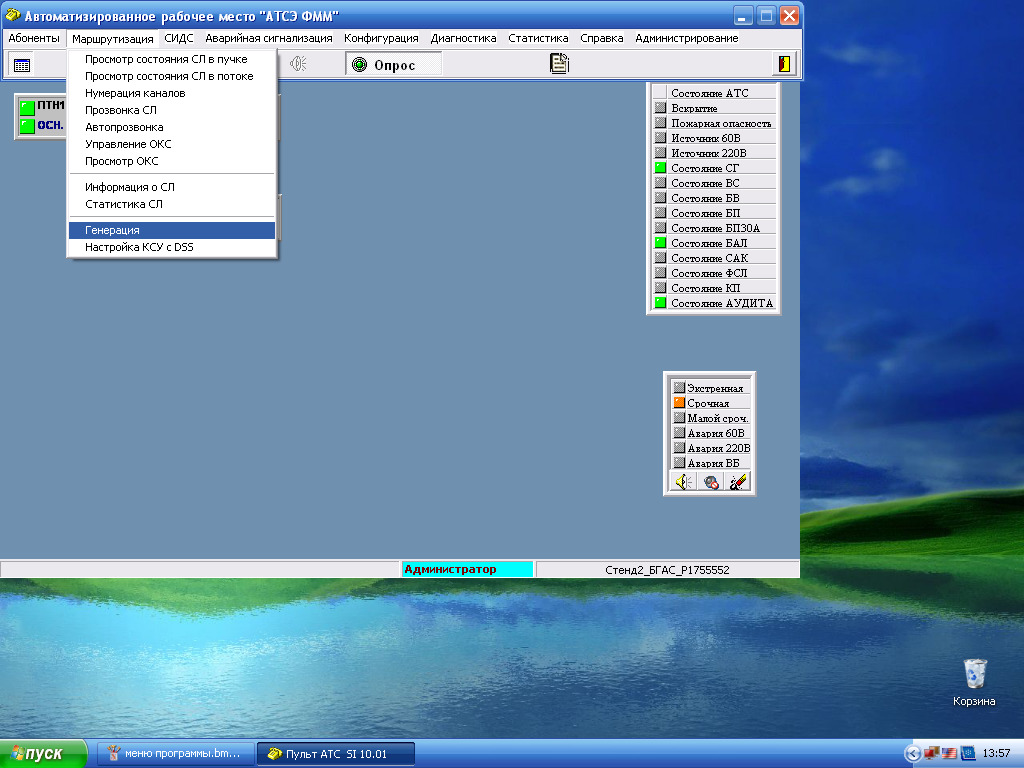 Автоматизированное рабочее место "АТСЭ ФММ"
Абоненты Маршрутизация СИДС Аварийная сигнализация Конфигурация Диагностика Статистика Справка Администрирование
Опрос
Просмотр состояния СЛ в пучке
Просмотр состояния СЛ в потоке
Нумерация каналов
Прозвонка СЛ
Автопрозвонка
Управление ОКС
Просмотр ОКС
Информация о СЛ
Статистика СЛ
Генерация
Настройка КСУ с DSS
ПТН1
ОСН.
Состояние АТС
Вскрытие
Пожарная опасность
Источник 60В
Источник 220В
Состояние СГ
Состояние ВС
Состояние БВ
Состояние БП
Состояние БП30А
Состояние БАЛ
Состояние САК
Состояние ФСЛ
Состояние КП
Состояние АУДИТА
Экстренная
Срочная
Малой сроч.
Авария 60В
Авария 220В
Авария ВБ
Администратор
Стенд2_БГАС_Р1755552
Корзина
пуск
меню программы.bm...
Пульт АТС SI 10.01
13:57